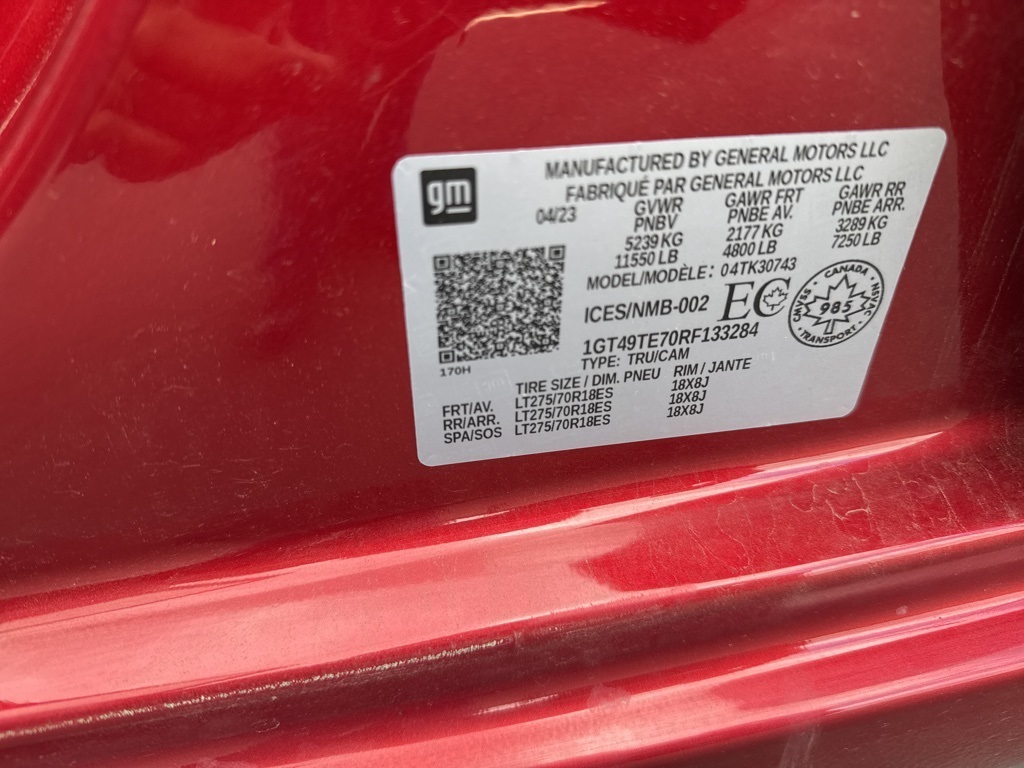 gm
MANUFACTURED BY GENERAL MOTORS LLC
FABRIQUÉ PAR GENERAL MOTORS LLC
04/23 GVWR GAWR FRT GAWR RR
PNBV PNBE AV. PNBE ARR.
5239 KG 2177 KG 3289 KG
11550 LB 4800 LB 7250 LB
MODEL/MODÈLE: 04TK30743
ICES/NMB-002 EC
CANADA
CMVSS 985 NSVAC
TRANSPORT
1GT49TE70RF133284
TYPE: TRU/CAM
170H
TIRE SIZE / DIM. PNEU RIM / JANTE
FRT/AV. LT275/70R18ES 18X8J
RR/ARR. LT275/70R18ES 18X8J
SPA/SOS LT275/70R18ES 18X8J